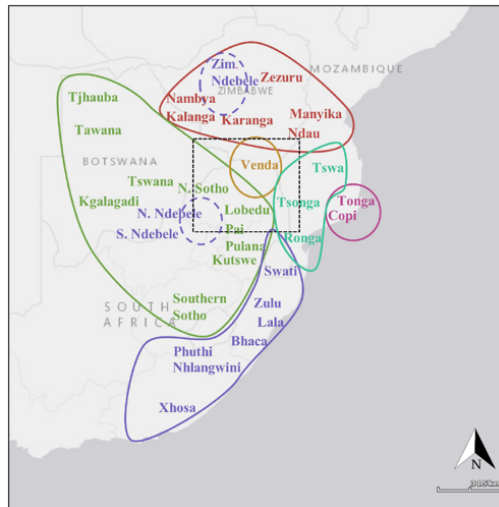 Zim.
Ndebele
Zezuru
MOZAMBIQUE
ZIMBABWE
Nambya
Kalanga
Karanga
Manyika
Ndau
Tjhauba
Tawana
BOTSWANA
Tswana
Kgalagadi
N. Sotho
Venda
Tswa
Tsonga
Tonga
Copi
N. Ndebele
S. Ndebele
Lobedu
Pai
Pulana
Kutswe
Ronga
Swati
SOUTH
AFRICA
Southern
Sotho
Zulu
Lala
Bhaca
Phuthi
Nhlangwini
Xhosa
N